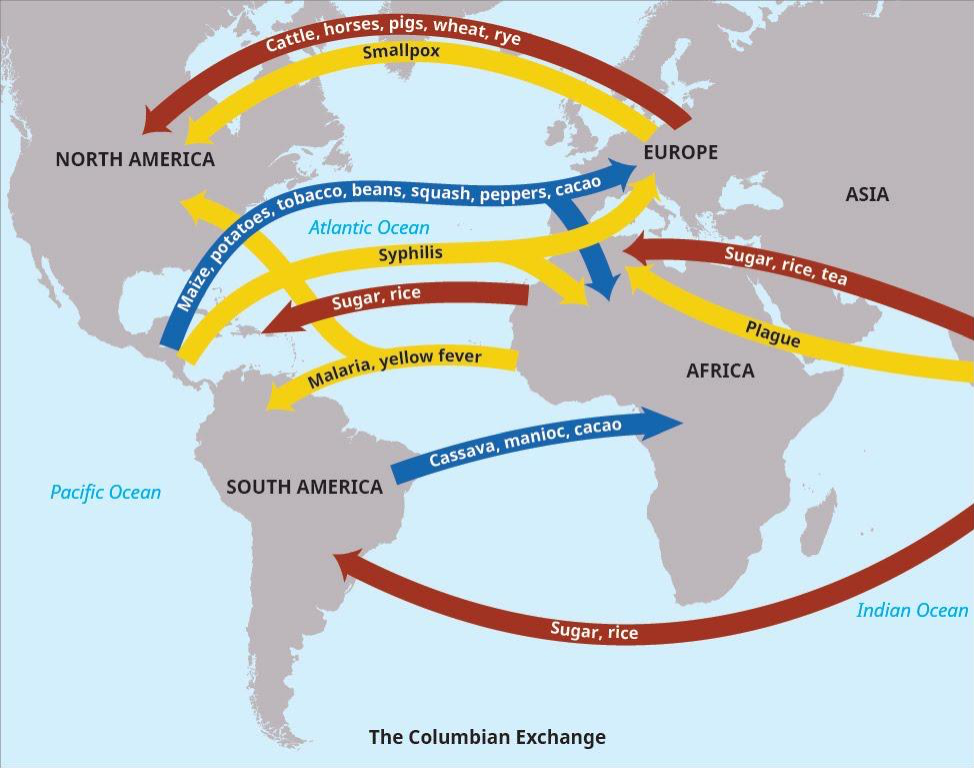 Cattle, horses, pigs, wheat, rye
Smallpox
NORTH AMERICA
EUROPE
ASIA
Maize, potatoes, tobacco, beans, squash, peppers, cacao
Atlantic Ocean
Syphilis
Sugar, rice, tea
Sugar, rice
Plague
Malaria, yellow fever
AFRICA
Cassava, manioc, cacao
Pacific Ocean
SOUTH AMERICA
Indian Ocean
Sugar, rice
The Columbian Exchange